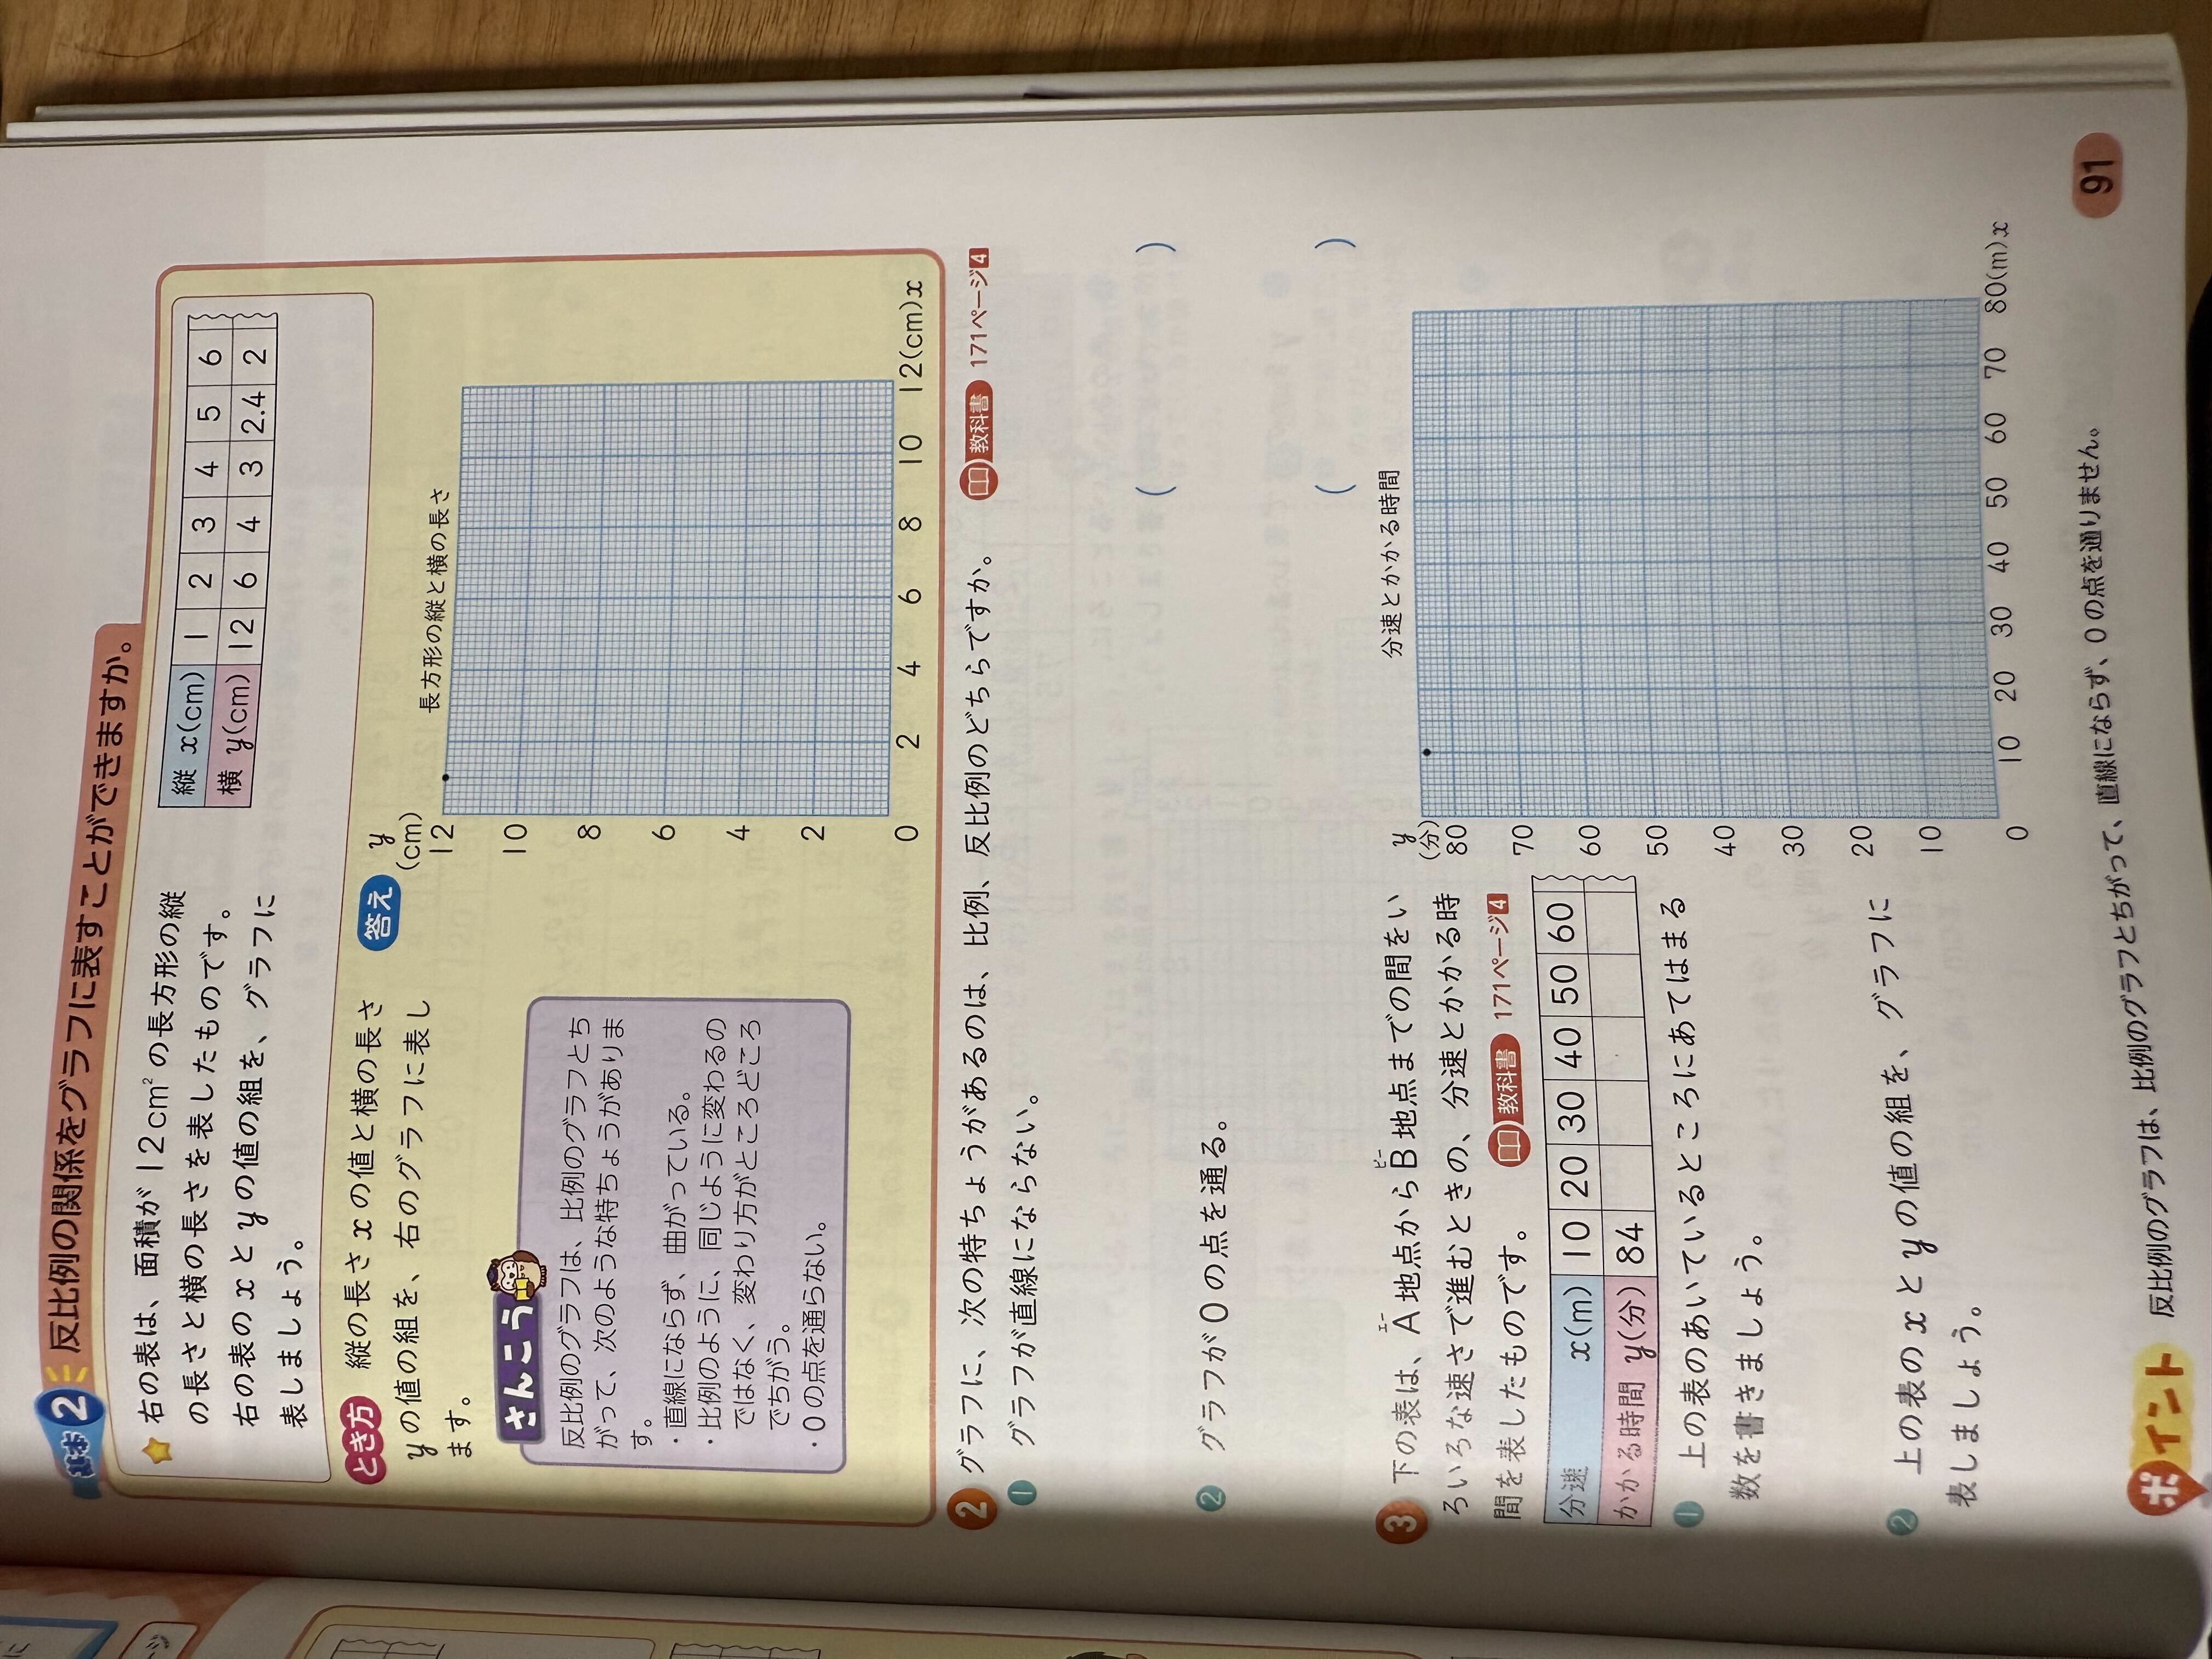 基本 2 反比例の関係をグラフに表すことができますか。
右の表は、面積が12cm²の長方形の縦
の長さと横の長さを表したものです。
右の表のxとyの値の組を、グラフに
表しましょう。
縦 x(cm) 1 2 3 4 5 6
横 y(cm) 12 6 4 3 2.4 2
とき方 縦の長さxの値と横の長さ
yの値の組を、右のグラフに表し
ます。
さんこう
反比例のグラフは、比例のグラフとち
がって、次のような特ちょうがありま
す。
・直線にならず、曲がっている。
・比例のように、同じように変わるの
ではなく、変わり方がところどころ
でちがう。
・0の点を通らない。
答え
長方形の縦と横の長さ
y
(cm)
12
10
8
6
4
2
0 2 4 6 8 10 12(cm)x
2 グラフに、次の特ちょうがあるのは、比例、反比例のどちらですか。 教科書 171ページ4
1 グラフが直線にならない。
( )
2 グラフが0の点を通る。
( )
3 下の表は、A地点からB地点までの間をい
エー ビー
ろいろな速さで進むときの、分速とかかる時
間を表したものです。 教科書 171ページ4
分速 x(m) 10 20 30 40 50 60
かかる時間 y(分) 84
1 上の表のあいているところにあてはまる
数を書きましょう。
2 上の表のxとyの値の組を、グラフに
表しましょう。
分速とかかる時間
y
(分)
80
70
60
50
40
30
20
10
0 10 20 30 40 50 60 70 80(m)x
ポイント 反比例のグラフは、比例のグラフとちがって、直線にならず、0の点を通りません。
91